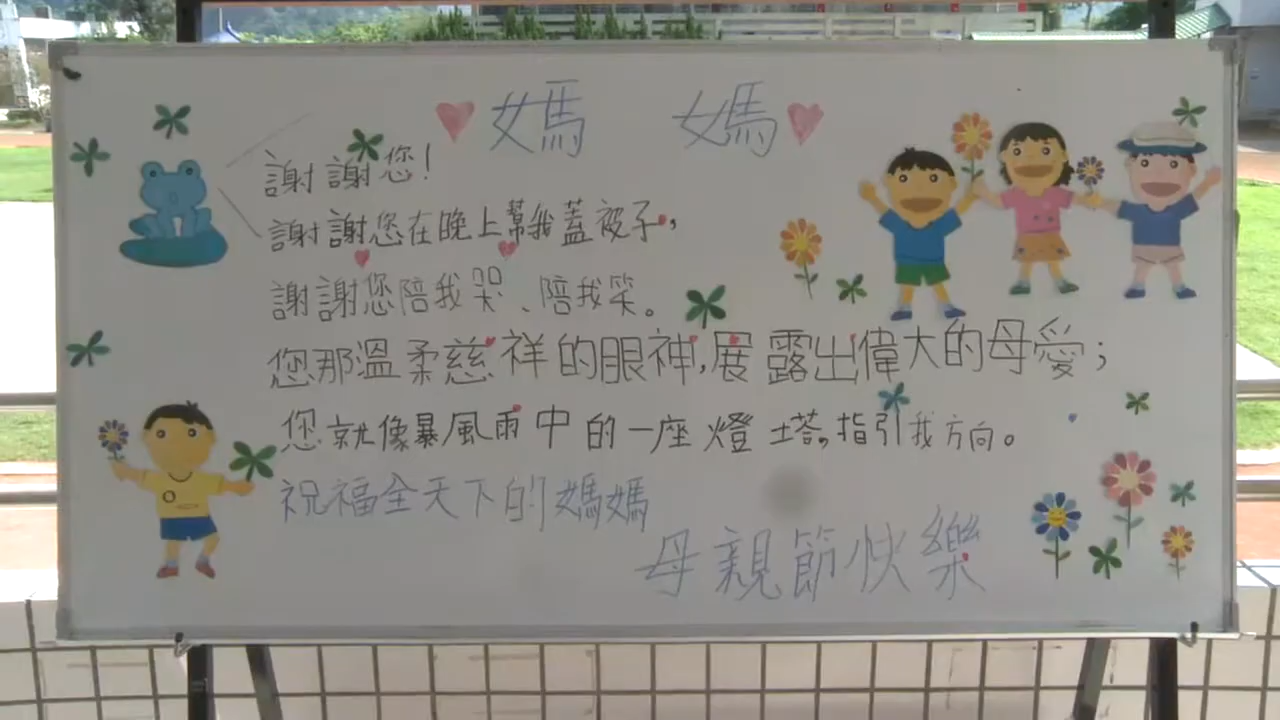 媽 媽
謝謝您!
謝謝您在晚上幫我蓋被子,
謝謝您陪我哭、陪我笑。
您那溫柔慈祥的眼神,展露出偉大的母愛;
您就像暴風雨中的一座燈塔,指引我方向。
祝福全天下的媽媽
母親節快樂